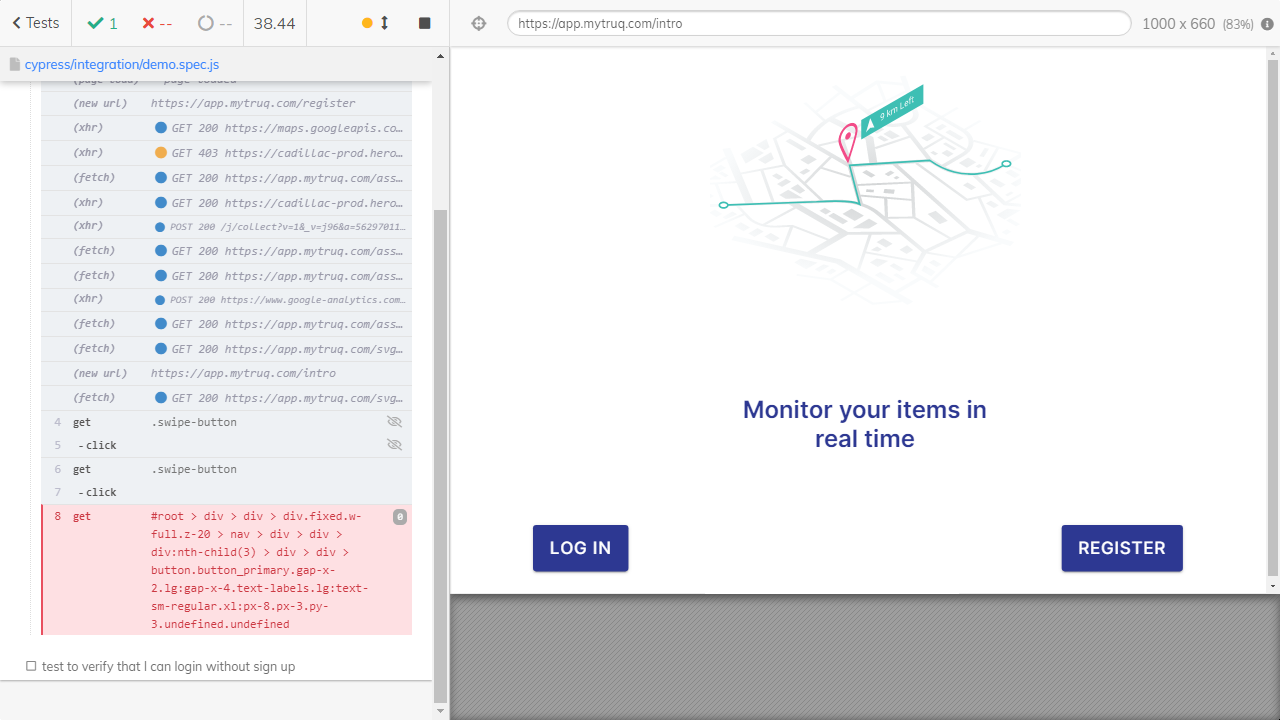 Tests
1
--
--
38.44
https://app.mytruq.com/intro
1000 x 660 (83%)
cypress/integration/demo.spec.js
(new url) https://app.mytruq.com/register
(xhr) GET 200 https://maps.googleapis.co…
(xhr) GET 403 https://cadillac-prod.hero…
(fetch) GET 200 https://app.mytruq.com/ass…
(fetch) GET 200 https://cadillac-prod.hero…
(xhr) POST 200 /j/collect?v=1&_v=j96&a=56297011…
(fetch) GET 200 https://app.mytruq.com/ass…
(fetch) GET 200 https://app.mytruq.com/ass…
(xhr) POST 200 https://www.google-analytics.com…
(fetch) GET 200 https://app.mytruq.com/ass…
(fetch) GET 200 https://app.mytruq.com/svg…
(new url) https://app.mytruq.com/intro
(fetch) GET 200 https://app.mytruq.com/svg…
4 get .swipe-button
5 -click
6 get .swipe-button
7 -click
8 get #root > div > div > div.fixed.w- 0
full.z-20 > nav > div > div >
div:nth-child(3) > div > div >
button.button_primary.gap-x-
2.lg:gap-x-4.text-labels.lg:text-
sm-regular.xl:px-8.px-3.py-
3.undefined.undefined
test to verify that I can login without sign up
9 km Left
Monitor your items in
real time
LOG IN
REGISTER